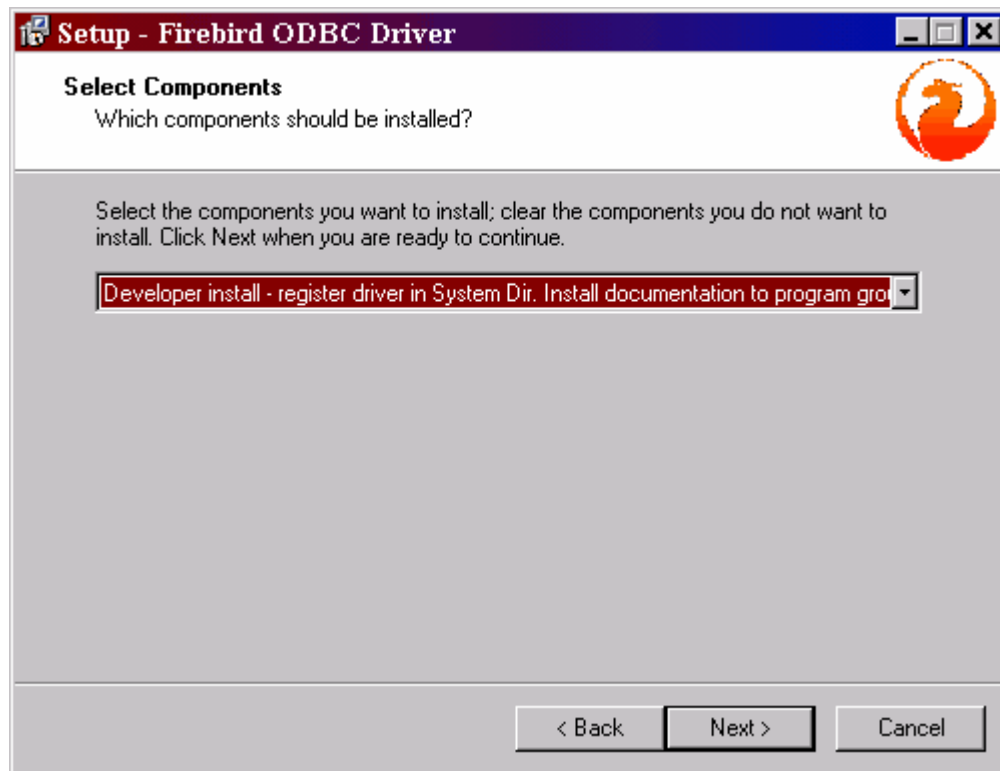 Setup - Firebird ODBC Driver
Select Components
Which components should be installed?
Select the components you want to install; clear the components you do not want to
install. Click Next when you are ready to continue.
Developer install - register driver in System Dir. Install documentation to program
< Back Next > Cancel